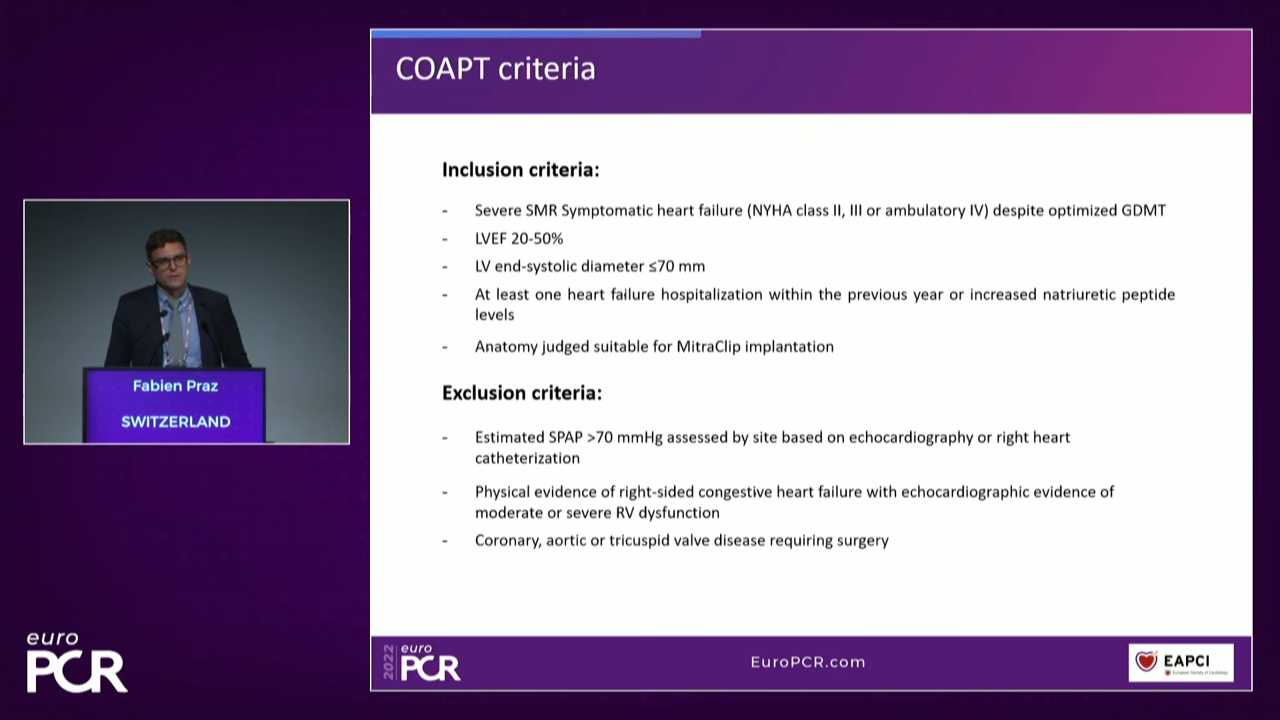 COAPT criteria
Inclusion criteria:
- Severe SMR Symptomatic heart failure (NYHA class II, III or ambulatory IV) despite optimized GDMT
- LVEF 20-50%
- LV end-systolic diameter ≤70 mm
- At least one heart failure hospitalization within the previous year or increased natriuretic peptide
levels
- Anatomy judged suitable for MitraClip implantation
Exclusion criteria:
- Estimated SPAP >70 mmHg assessed by site based on echocardiography or right heart
catheterization
- Physical evidence of right-sided congestive heart failure with echocardiographic evidence of
moderate or severe RV dysfunction
- Coronary, aortic or tricuspid valve disease requiring surgery
Fabien Praz
SWITZERLAND
euro
PCR
2022
euro
PCR
EuroPCR.com
EAPCI
European Society of Cardiology